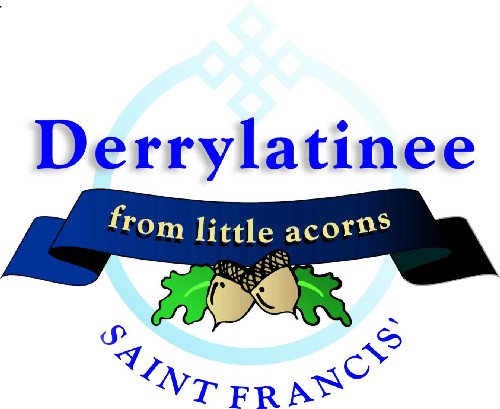 Derrylatinee
from little acorns
SAINT FRANCIS'